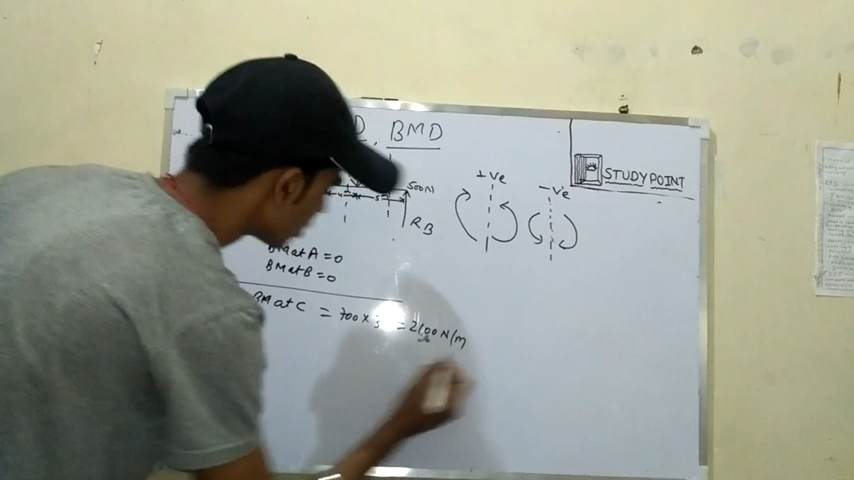 D, BMD
STUDY POINT
+ve
-ve
500N
RB
BM at A = 0
BM at B = 0
BM at C = 700 × 3 = 2100 N/m